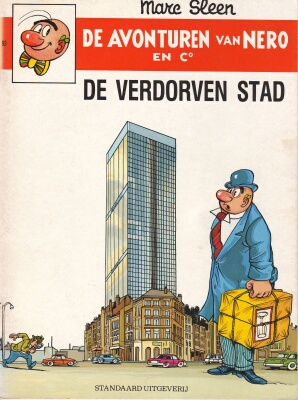 Marc Sleen
DE AVONTUREN VAN NERO
EN Co
DE VERDORVEN STAD
STANDAARD UITGEVERIJ